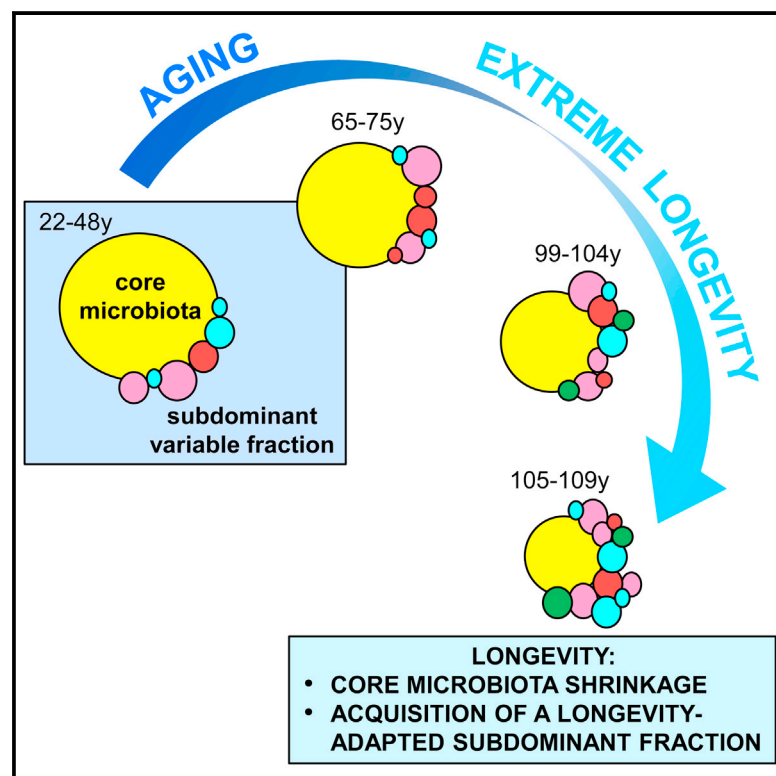 AGING
EXTREME LONGEVITY
65-75y
22-48y
core
microbiota
subdominant
variable fraction
99-104y
105-109y
LONGEVITY:
• CORE MICROBIOTA SHRINKAGE
• ACQUISITION OF A LONGEVITY-
ADAPTED SUBDOMINANT FRACTION